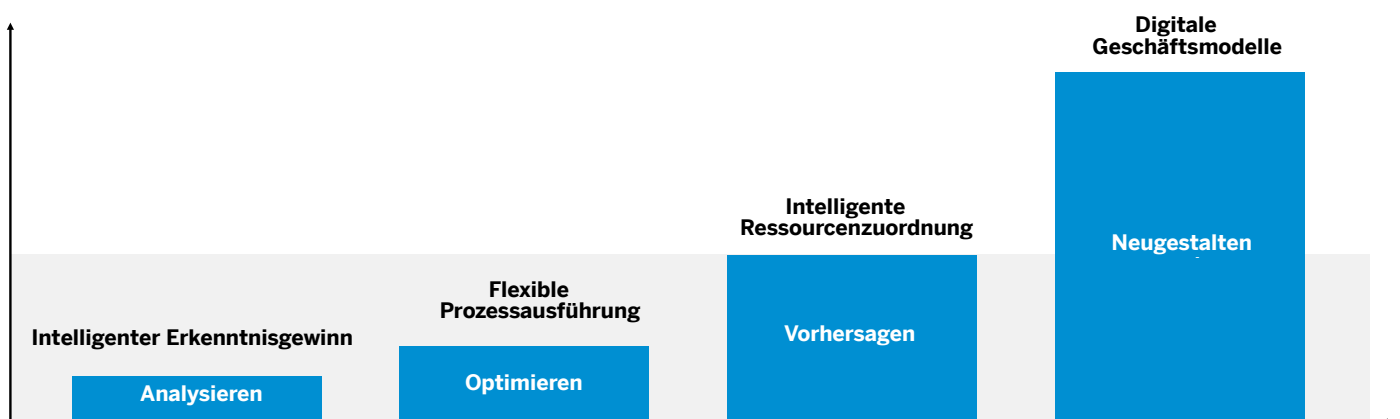 Digitale
Geschäftsmodelle
Neugestalten
Intelligente
Ressourcenzuordnung
Vorhersagen
Flexible
Prozessausführung
Optimieren
Intelligenter Erkenntnisgewinn
Analysieren